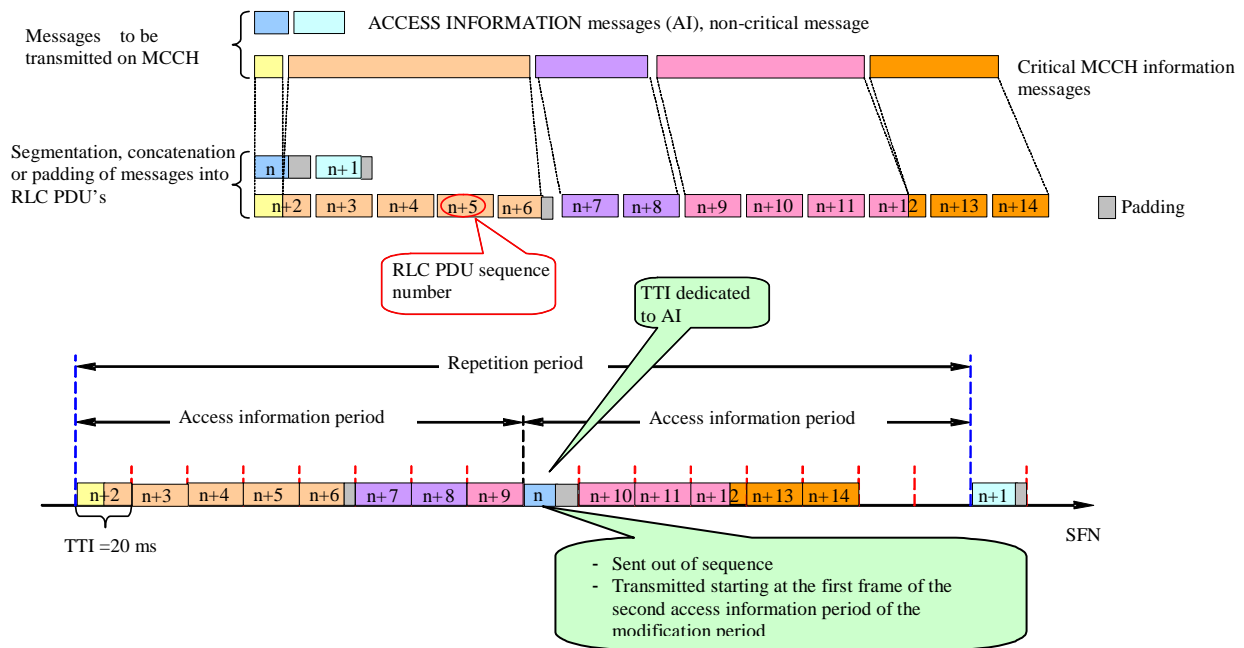 ACCESS INFORMATION messages (AI), non-critical message
Messages to be
transmitted on MCCH
Critical MCCH information
messages
Segmentation, concatenation
or padding of messages into
RLC PDU's
n
n+1
n+2
n+3
n+4
n+5
n+6
n+7
n+8
n+9
n+10
n+11
n+12
n+13
n+14
Padding
RLC PDU sequence
number
TTI dedicated
to AI
Repetition period
Access information period
Access information period
n+2
n+3
n+4
n+5
n+6
n+7
n+8
n+9
n
n+10
n+11
n+12
n+13
n+14
n+1
TTI =20 ms
SFN
- Sent out of sequence
- Transmitted starting at the first frame of the
second access information period of the
modification period